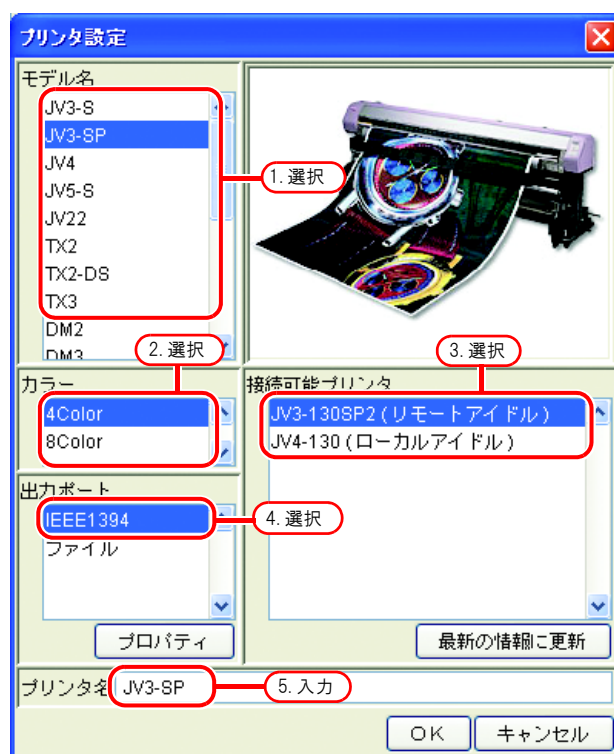 プリンタ設定
モデル名
JV3-S
JV3-SP
JV4
JV5-S
JV22
TX2
TX2-DS
TX3
DM2
DM3
1. 選択
2. 選択
カラー
4Color
8Color
3. 選択
接続可能プリンタ
JV3-130SP2 (リモートアイドル)
JV4-130 (ローカルアイドル)
出力ポート
IEEE1394
ファイル
4. 選択
プロパティ
最新の情報に更新
プリンタ名 JV3-SP
5. 入力
OK
キャンセル